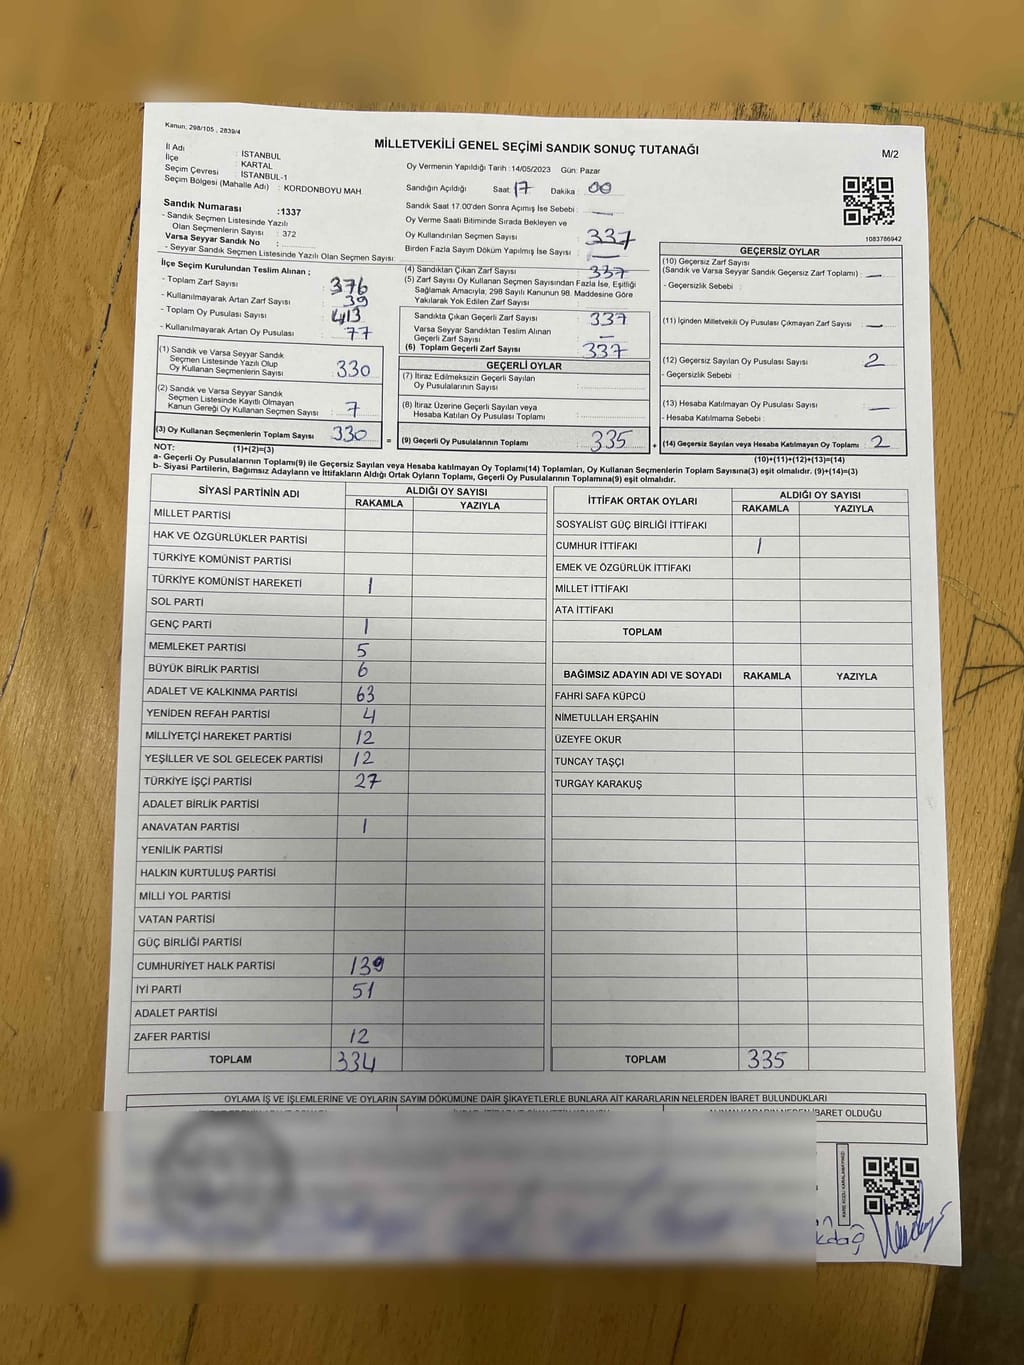 Kanun; 298/105 , 2839/4
MİLLETVEKİLİ GENEL SEÇİMİ SANDIK SONUÇ TUTANAĞI
M/2
İl Adı : İSTANBUL
İlçe : KARTAL
Seçim Çevresi : İSTANBUL-1
Seçim Bölgesi (Mahalle Adı) : KORDONBOYU MAH.
Sandık Numarası :1337
- Sandık Seçmen Listesinde Yazılı
Olan Seçmenlerin Sayısı : 372
Varsa Seyyar Sandık No :
- Seyyar Sandık Seçmen Listesinde Yazılı Olan Seçmen Sayısı:
Oy Vermenin Yapıldığı Tarih : 14/05/2023 Gün: Pazar
Sandığın Açıldığı Saat: 17 Dakika : 00
Sandık Saat 17.00'den Sonra Açımış İse Sebebi : —
Oy Verme Saati Bitiminde Sırada Bekleyen ve
Oy Kullandırılan Seçmen Sayısı : 337
Birden Fazla Sayım Döküm Yapılmış İse Sayısı : —
1083786942
İlçe Seçim Kurulundan Teslim Alınan ;
- Toplam Zarf Sayısı : 376
- Kullanılmayarak Artan Zarf Sayısı : 39
- Toplam Oy Pusulası : 413
- Kullanılmayarak Artan Oy Pusulası : 77
(1) Sandık ve Varsa Seyyar Sandık
Seçmen Listesinde Yazılı Olup
Oy Kullanan Seçmenlerin Sayısı : 330
(2) Sandık ve Varsa Seyyar Sandık
Seçmen Listesinde Kayıtlı Olmayan
Kanun Gereği Oy Kullanan Seçmen Sayısı : 7
(3) Oy Kullanan Seçmenlerin Toplam Sayısı : 330
(1)+(2)=(3)
(4) Sandıktan Çıkan Zarf Sayısı : 337
(5) Zarf Sayısı Oy Kullanan Seçmen Sayısından Fazla İse, Eşitliği
Sağlamak Amacıyla, 298 Sayılı Kanunun 98. Maddesine Göre
Yakılarak Yok Edilen Zarf Sayısı :
Sandıkta Çıkan Geçerli Zarf Sayısı : 337
Varsa Seyyar Sandıktan Teslim Alınan
Geçerli Zarf Sayısı : —
(6) Toplam Geçerli Zarf Sayısı : 337
GEÇERLİ OYLAR
(7) İtiraz Edilmeksizin Geçerli Sayılan
Oy Pusulalarının Sayısı :
(8) İtiraz Üzerine Geçerli Sayılan veya
Hesaba Katılan Oy Pusulası Toplamı :
= (9) Geçerli Oy Pusulalarının Toplamı : 335 +
GEÇERSİZ OYLAR
(10) Geçersiz Zarf Sayısı
(Sandık ve Varsa Seyyar Sandık Geçersiz Zarf Toplamı) : —
- Geçersizlik Sebebi :
(11) İçinden Milletvekili Oy Pusulası Çıkmayan Zarf Sayısı : —
(12) Geçersiz Sayılan Oy Pusulası Sayısı : 2
- Geçersizlik Sebebi :
(13) Hesaba Katılmayan Oy Pusulası Sayısı : —
- Hesaba Katılmama Sebebi :
(14) Geçersiz Sayılan veya Hesaba Katılmayan Oy Toplamı : 2
(10)+(11)+(12)+(13)=(14)
NOT:
a- Geçerli Oy Pusulalarının Toplamı(9) ile Geçersiz Sayılan veya Hesaba katılmayan Oy Toplamı(14) Toplamları, Oy Kullanan Seçmenlerin Toplam Sayısına(3) eşit olmalıdır. (9)+(14)=(3)
b- Siyasi Partilerin, Bağımsız Adayların ve İttifakların Aldığı Ortak Oyların Toplamı, Geçerli Oy Pusulalarının Toplamına(9) eşit olmalıdır.
SİYASİ PARTİNİN ADI ALDIĞI OY SAYISI
RAKAMLA YAZIYLA
MİLLET PARTİSİ
HAK VE ÖZGÜRLÜKLER PARTİSİ
TÜRKİYE KOMÜNİST PARTİSİ
TÜRKİYE KOMÜNİST HAREKETİ 1
SOL PARTİ
GENÇ PARTİ 1
MEMLEKET PARTİSİ 5
BÜYÜK BİRLİK PARTİSİ 6
ADALET VE KALKINMA PARTİSİ 63
YENİDEN REFAH PARTİSİ 4
MİLLİYETÇİ HAREKET PARTİSİ 12
YEŞİLLER VE SOL GELECEK PARTİSİ 12
TÜRKİYE İŞÇİ PARTİSİ 27
ADALET BİRLİK PARTİSİ
ANAVATAN PARTİSİ 1
YENİLİK PARTİSİ
HALKIN KURTULUŞ PARTİSİ
MİLLİ YOL PARTİSİ
VATAN PARTİSİ
GÜÇ BİRLİĞİ PARTİSİ
CUMHURİYET HALK PARTİSİ 139
İYİ PARTİ 51
ADALET PARTİSİ
ZAFER PARTİSİ 12
TOPLAM 334
İTTİFAK ORTAK OYLARI ALDIĞI OY SAYISI
RAKAMLA YAZIYLA
SOSYALİST GÜÇ BİRLİĞİ İTTİFAKI
CUMHUR İTTİFAKI 1
EMEK VE ÖZGÜRLÜK İTTİFAKI
MİLLET İTTİFAKI
ATA İTTİFAKI
TOPLAM
BAĞIMSIZ ADAYIN ADI VE SOYADI RAKAMLA YAZIYLA
FAHRİ SAFA KÜPCÜ
NİMETULLAH ERŞAHİN
ÜZEYFE OKUR
TUNCAY TAŞÇI
TURGAY KARAKUŞ
TOPLAM 335
OYLAMA İŞ VE İŞLEMLERİNE VE OYLARIN SAYIM DÖKÜMÜNE DAİR ŞİKAYETLERLE BUNLARA AİT KARARLARIN NELERDEN İBARET BULUNDUKLARI
ALINAN KARARIN NEDEN İBARET OLDUĞU